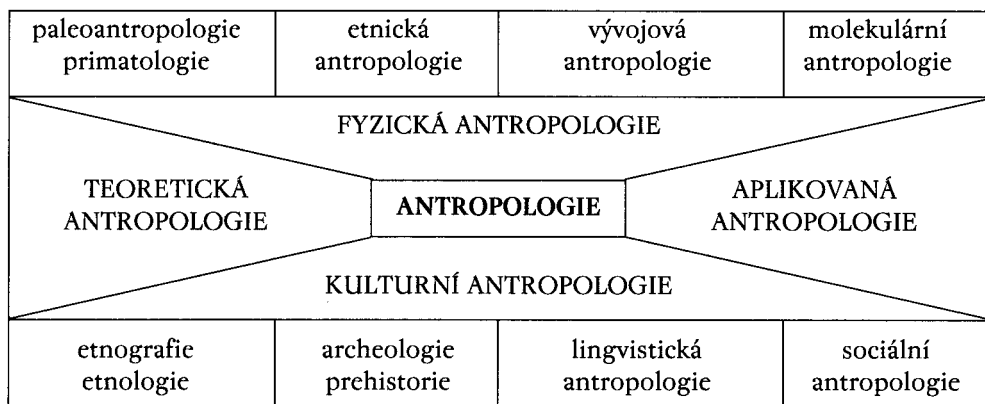 paleoantropologie
primatologie
etnická
antropologie
vývojová
antropologie
molekulární
antropologie
FYZICKÁ ANTROPOLOGIE
TEORETICKÁ
ANTROPOLOGIE
ANTROPOLOGIE
APLIKOVANÁ
ANTROPOLOGIE
KULTURNÍ ANTROPOLOGIE
etnografie
etnologie
archeologie
prehistorie
lingvistická
antropologie
sociální
antropologie